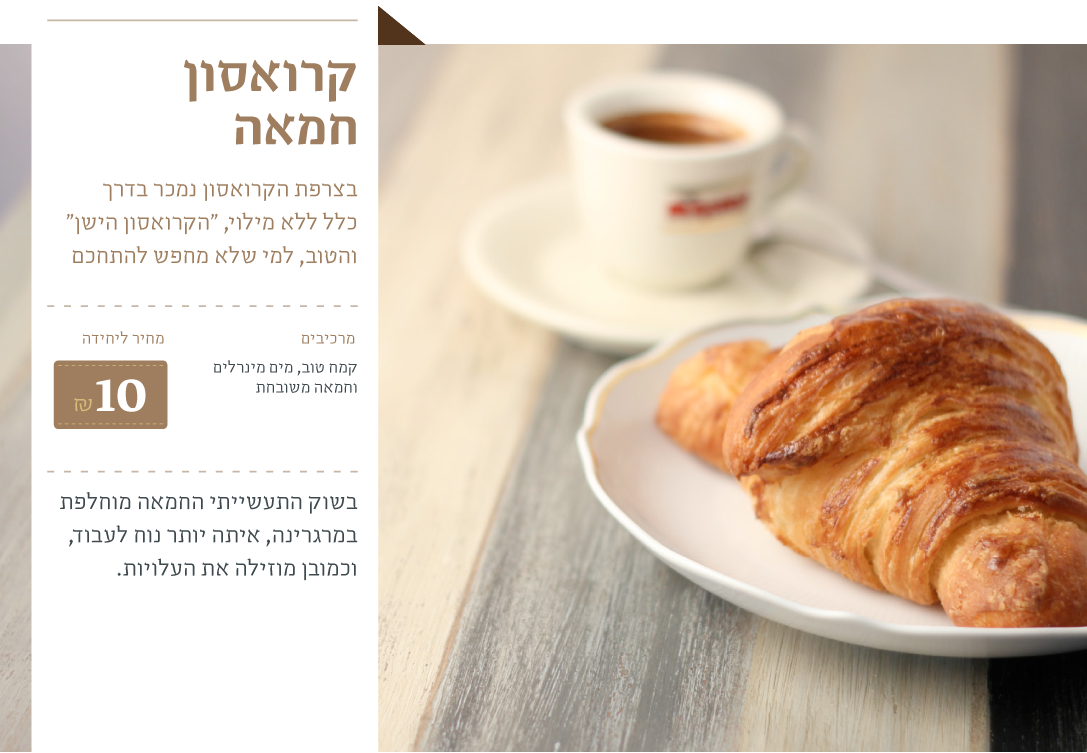 קרואסון
חמאה
בצרפת הקרואסון נמכר בדרך
כלל ללא מילוי, "הקרואסון הישן"
והטוב, למי שלא מחפש להתחכם
מרכיבים
קמח טוב, מים מינרלים
וחמאה משובחת
מחיר ליחידה
10 ₪
בשוק התעשייתי החמאה מוחלפת
במרגרינה, איתה יותר נוח לעבוד,
וכמובן מוזילה את העלויות.